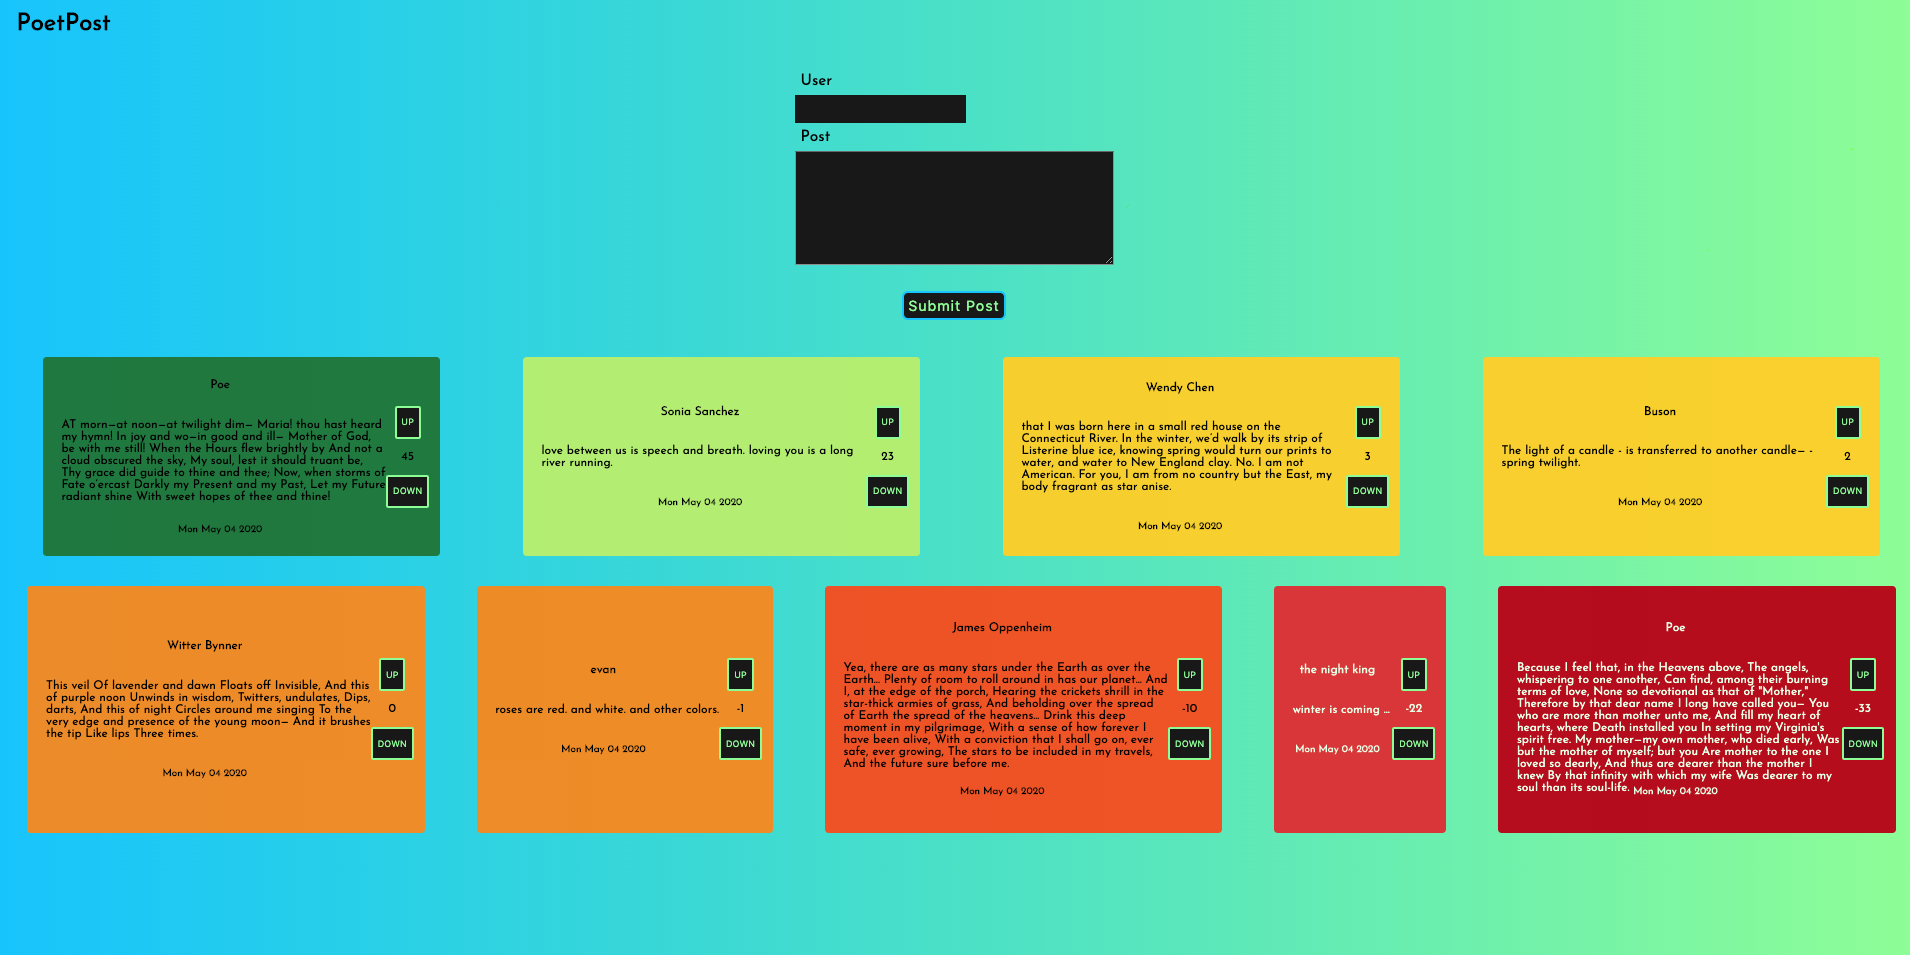 PoetPost
User
Post
Submit Post
Poe
AT morn—at noon—at twilight dim— Maria! thou hast heard
my hymn! In joy and wo—in good and ill— Mother of God,
be with me still! When the Hours flew brightly by And not a
cloud obscured the sky, My soul, lest it should truant be,
Thy grace did guide to thine and thee; Now, when storms of
Fate o'ercast Darkly my Present and my Past, Let my Future
radiant shine With sweet hopes of thee and thine!
Mon May 04 2020
UP
45
DOWN
Sonia Sanchez
love between us is speech and breath. loving you is a long
river running.
Mon May 04 2020
UP
23
DOWN
Wendy Chen
that I was born here in a small red house on the
Connecticut River. In the winter, we'd walk by its strip of
Listerine blue ice, knowing spring would turn our prints to
water, and water to New England clay. No. I am not
American. For you, I am from no country but the East, my
body fragrant as star anise.
Mon May 04 2020
UP
3
DOWN
Buson
The light of a candle - is transferred to another candle— -
spring twilight.
Mon May 04 2020
UP
2
DOWN
Witter Bynner
This veil Of lavender and dawn Floats off Invisible, And this
of purple noon Unwinds in wisdom, Twitters, undulates, Dips,
darts, And this of night Circles around me singing To the
very edge and presence of the young moon— And it brushes
the tip Like lips Three times.
Mon May 04 2020
UP
0
DOWN
evan
roses are red. and white. and other colors.
Mon May 04 2020
UP
-1
DOWN
James Oppenheim
Yea, there are as many stars under the Earth as over the
Earth... Plenty of room to roll around in has our planet... And
I, at the edge of the porch, Hearing the crickets shrill in the
star-thick armies of grass, And beholding over the spread
of Earth the spread of the heavens... Drink this deep
moment in my pilgrimage, With a sense of how forever I
have been alive, With a conviction that I shall go on, ever
safe, ever growing, The stars to be included in my travels,
And the future sure before me.
Mon May 04 2020
UP
-10
DOWN
the night king
winter is coming ...
Mon May 04 2020
UP
-22
DOWN
Poe
Because I feel that, in the Heavens above, The angels,
whispering to one another, Can find, among their burning
terms of love, None so devotional as that of "Mother,"
Therefore by that dear name I long have called you— You
who are more than mother unto me, And fill my heart of
hearts, where Death installed you In setting my Virginia's
spirit free. My mother—my own mother, who died early, Was
but the mother of myself; but you Are mother to the one I
loved so dearly, And thus are dearer than the mother I
knew By that infinity with which my wife Was dearer to my
soul than its soul-life.
Mon May 04 2020
UP
-33
DOWN